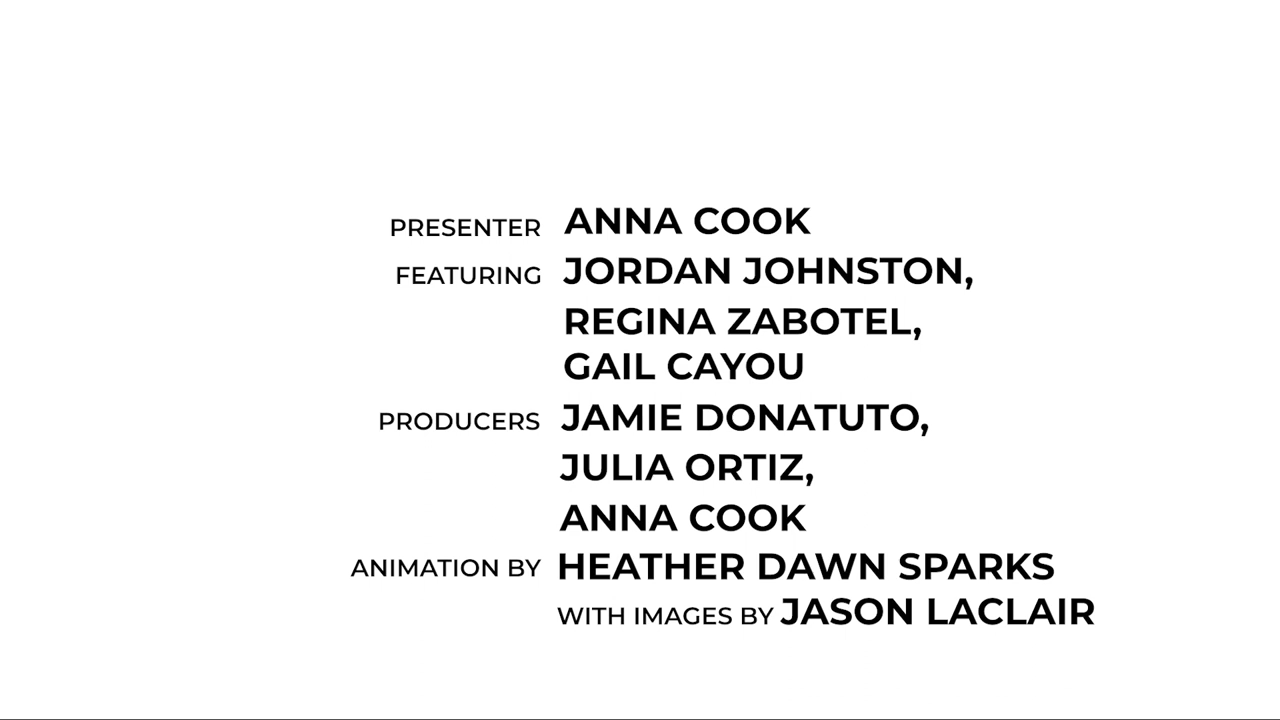 PRESENTER ANNA COOK
FEATURING JORDAN JOHNSTON,
REGINA ZABOTEL,
GAIL CAYOU
PRODUCERS JAMIE DONATUTO,
JULIA ORTIZ,
ANNA COOK
ANIMATION BY HEATHER DAWN SPARKS
WITH IMAGES BY JASON LACLAIR